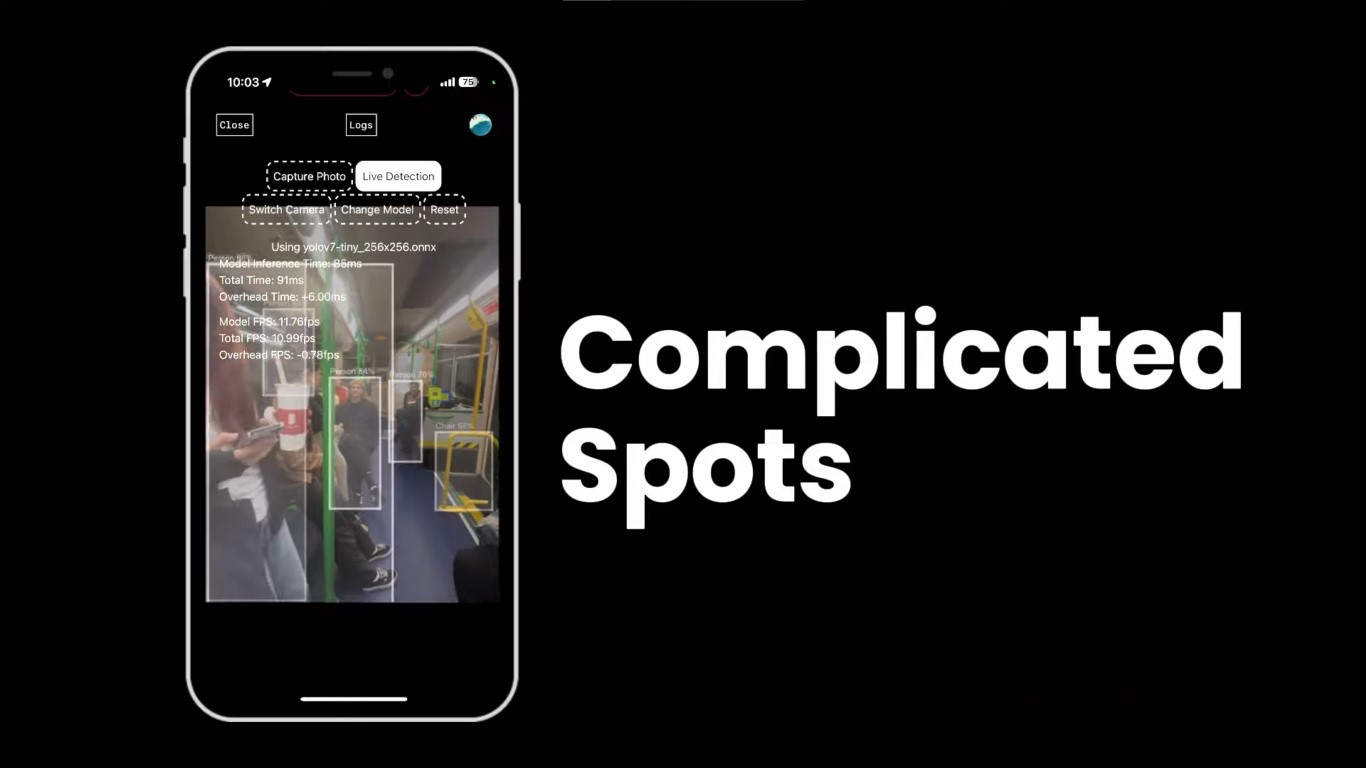 10:03
75
Close
Logs
Capture Photo
Live Detection
Switch Camera
Change Model
Reset
Using yolov7-tiny_256x256.onnx
Person
Model Inference Time: 85ms
Total Time: 91ms
Overhead Time: +6.00ms
Model FPS: 11.76fps
Total FPS: 10.99fps
Overhead FPS: -0.78fps
Person 64%
Person 76%
Chair
Complicated
Spots